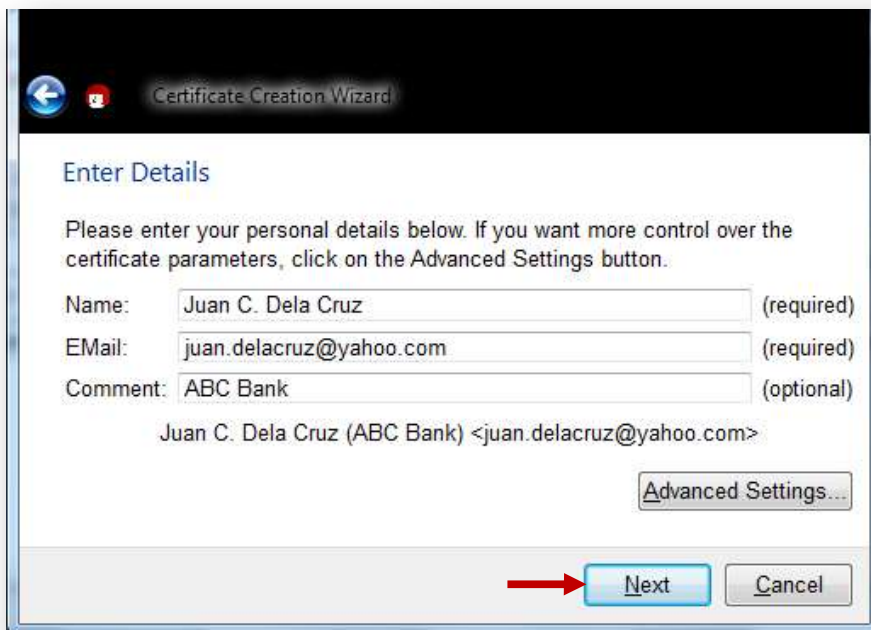 Certificate Creation Wizard
Enter Details
Please enter your personal details below. If you want more control over the
certificate parameters, click on the Advanced Settings button.
Name: Juan C. Dela Cruz (required)
EMail: juan.delacruz@yahoo.com (required)
Comment: ABC Bank (optional)
Juan C. Dela Cruz (ABC Bank) <juan.delacruz@yahoo.com>
Advanced Settings...
Next Cancel